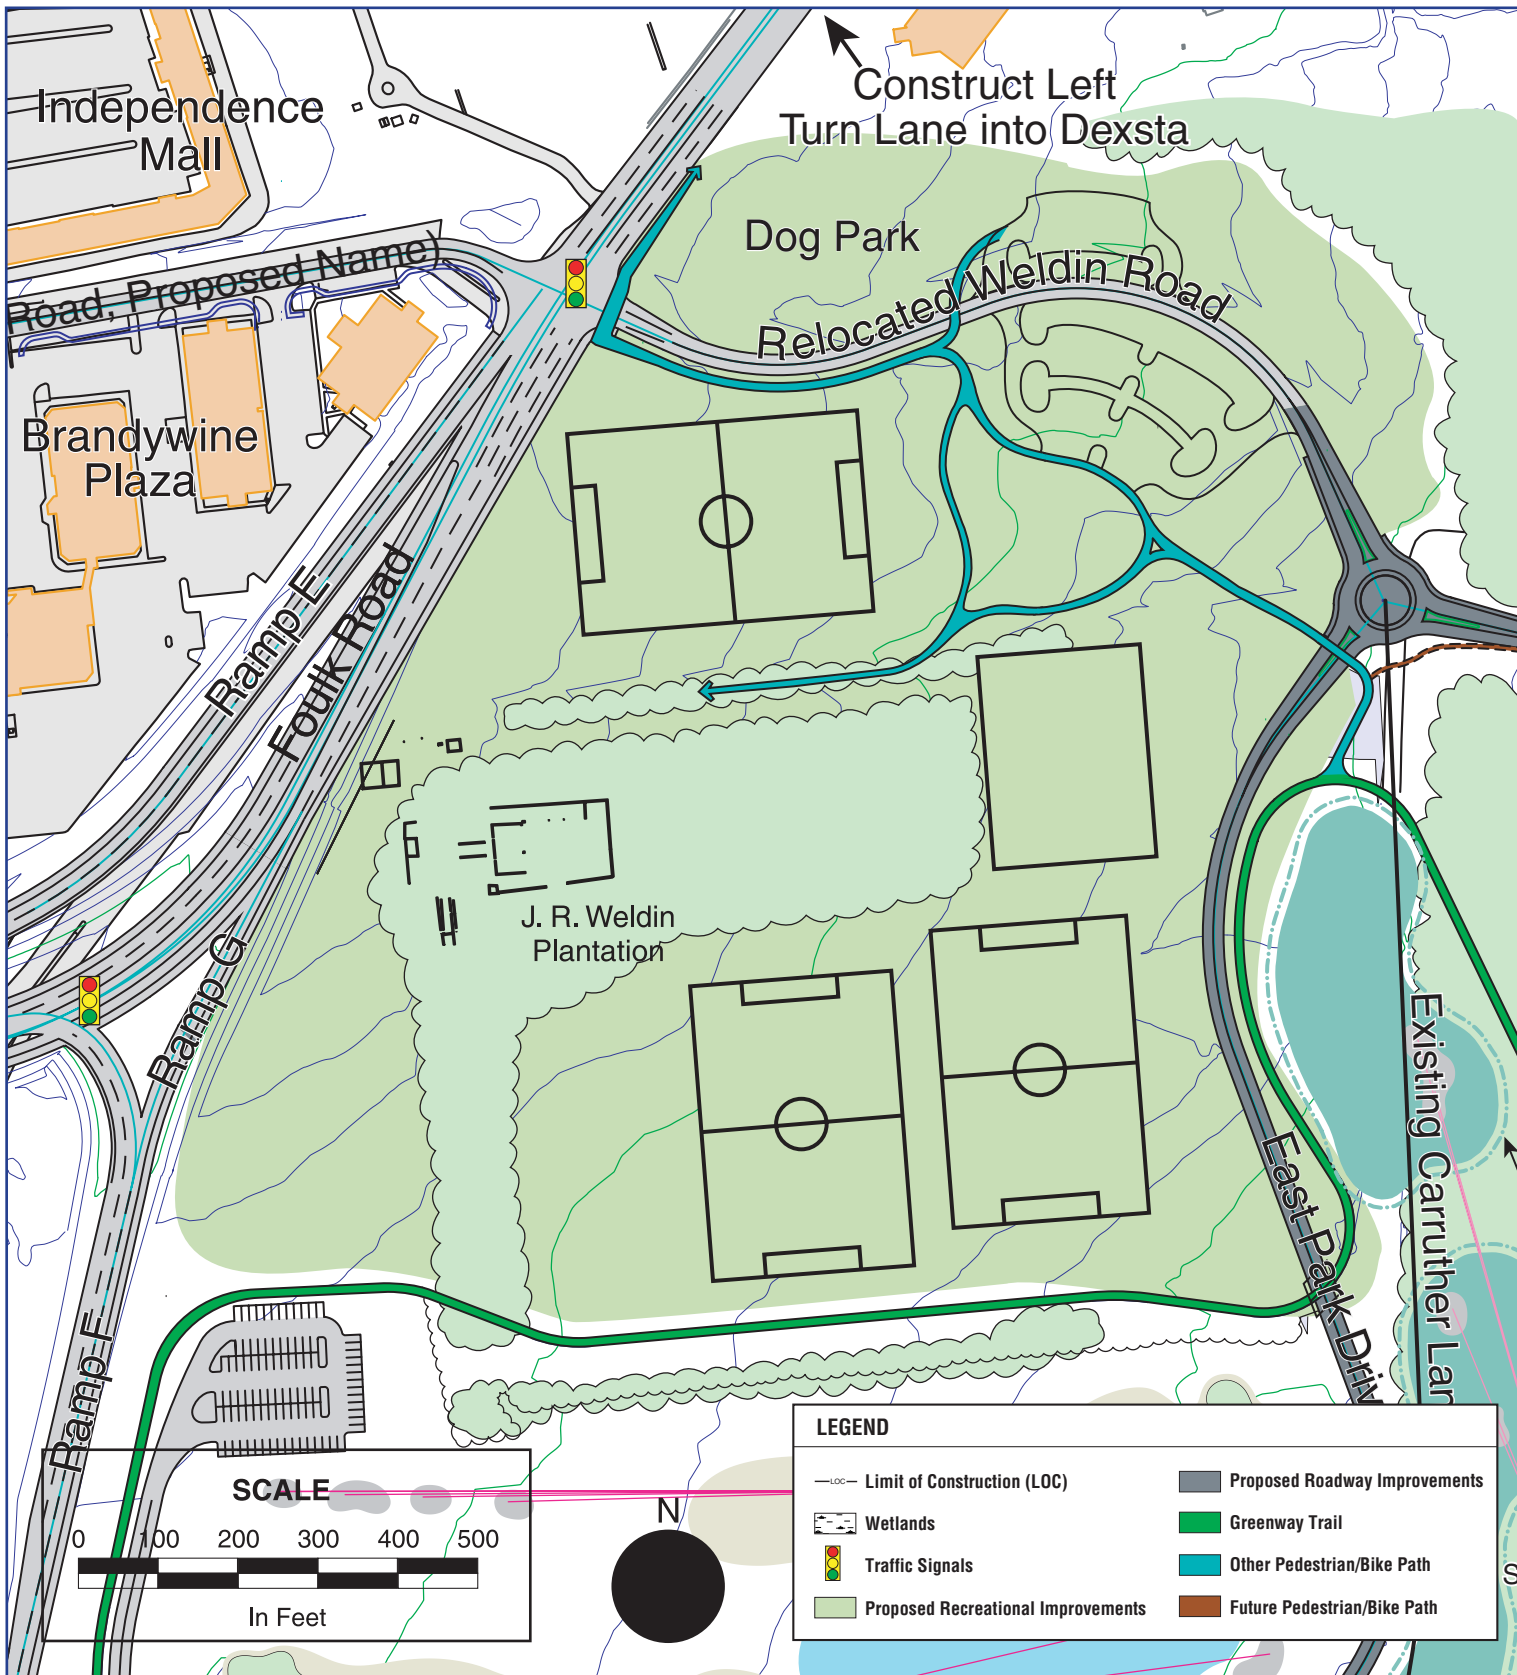 Construct Left
Turn Lane into Dexsta
Independence
Mall
Dog Park
Road, Proposed Name)
Relocated Weldin Road
Brandywine
Plaza
Ramp E
Foulk Road
J. R. Weldin
Plantation
Ramp G
Existing Carruther Lan
East Park Driv
Ramp F
SCALE
0 100 200 300 400 500
In Feet
N
LEGEND
LOC Limit of Construction (LOC)
Wetlands
Traffic Signals
Proposed Recreational Improvements
Proposed Roadway Improvements
Greenway Trail
Other Pedestrian/Bike Path
Future Pedestrian/Bike Path
S